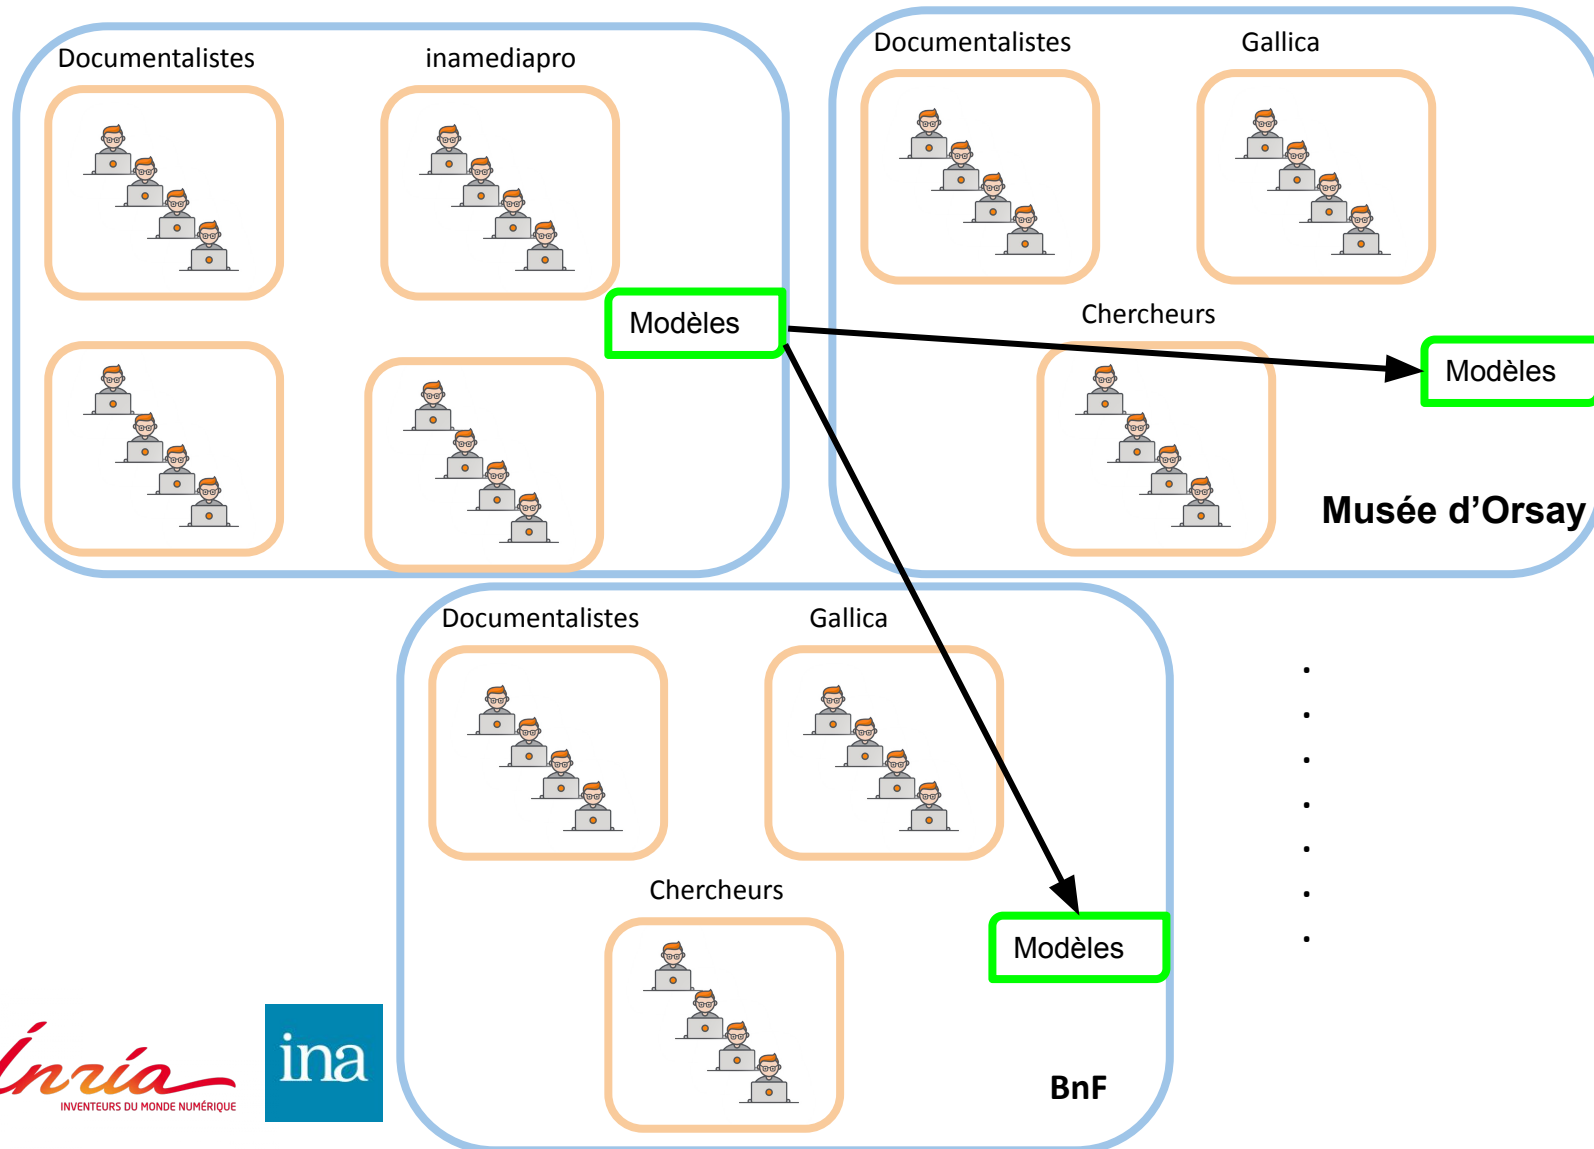 Documentalistes
inamediapro
Modèles
Documentalistes
Gallica
Chercheurs
Modèles
Musée d’Orsay
Documentalistes
Gallica
Chercheurs
Modèles
BnF
.
.
.
.
.
.
.
Inría
INVENTEURS DU MONDE NUMÉRIQUE
ina